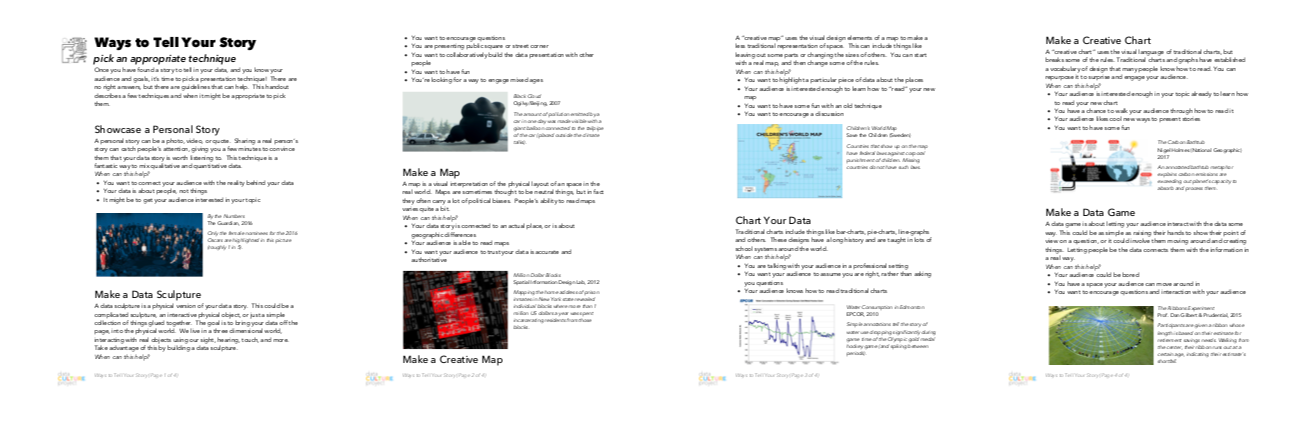 Ways to Tell Your Story
pick an appropriate technique
Once you have found a story to tell in your data, and you know your
audience and goals, it's time to pick a presentation technique! There are
no right answers, but there are guidelines that can help. This handout
describes a few techniques and when it might be appropriate to pick
them.
Showcase a Personal Story
A personal story can be a photo, video, or quote. Sharing a real person's
story can catch people's attention, giving you a few minutes to convince
them that your data story is worth listening to. This technique is a
fantastic way to mix qualitative and quantitative data.
When can this help?
• You want to connect your audience with the reality behind your data
• Your data is about people, not things
• It might be to get your audience interested in your topic
By the Numbers
The Guardian, 2016
Only the female nominees for the 2016
Oscars are highlighted in this picture
(roughly 1 in 5).
Make a Data Sculpture
A data sculpture is a physical version of your data story. This could be a
complicated sculpture, an interactive physical object, or just a simple
collection of things glued together. The goal is to bring your data off the
page, into the physical world. We live in a three dimensional world,
interacting with real objects using our sight, hearing, touch, and more.
Take advantage of this by building a data sculpture.
When can this help?
data
CULTURE
project
Ways to Tell Your Story (Page 1 of 4)
• You want to encourage questions
• You are presenting public square or street corner
• You want to collaboratively build the data presentation with other
people
• You want to have fun
• You're looking for a way to engage mixed ages
Black Cloud
Ogilvy Beijing, 2007
The amount of pollution emitted by a
car in one day was made visible with a
giant balloon connected to the tailpipe
of the car (placed outside the climate
talks).
Make a Map
A map is a visual interpretation of the physical layout of an space in the
real world. Maps are sometimes thought to be neutral things, but in fact
they often carry a lot of political biases. People's ability to read maps
varies quite a bit.
When can this help?
• Your data story is connected to an actual place, or is about
geographic differences
• Your audience is able to read maps
• You want your audience to trust your data is accurate and
authoritative
Million Dollar Blocks
Spatial Information Design Lab, 2012
Mapping the home address of prison
inmates in New York state revealed
individual blocks where more than 1
million US dollars a year was spent
incarcerating residents from those
blocks.
Make a Creative Map
data
CULTURE
project
Ways to Tell Your Story (Page 2 of 4)
A "creative map" uses the visual design elements of a map to make a
less traditional representation of space. This can include things like
leaving out some parts or changing the sizes of others. You can start
with a real map, and then change some of the rules.
When can this help?
• You want to highlight a particular piece of data about the places
• Your audience is interested enough to learn how to "read" your new
map
• You want to have some fun with an old technique
• You want to encourage a discussion
CHILDREN'S WORLD MAP
Children's World Map
Save the Children (Sweden)
Countries that show up on the map
have federal laws against corporal
punishment of children. Missing
countries do not have such laws.
Chart Your Data
Traditional charts include things like bar-charts, pie-charts, line-graphs
and others. These designs have a long history and are taught in lots of
school systems around the world.
When can this help?
• You are talking with your audience in a professional setting
• You want your audience to assume you are right, rather than asking
you questions
• Your audience knows how to read traditional charts
EPCOR
Water Consumption in Edmonton
EPCOR, 2010
Simple annotations tell the story of
water use dropping significantly during
game time of the Olympic gold medal
hockey game (and spiking between
periods).
data
CULTURE
project
Ways to Tell Your Story (Page 3 of 4)
Make a Creative Chart
A "creative chart" uses the visual language of traditional charts, but
breaks some of the rules. Traditional charts and graphs have established
a vocabulary of design that many people know how to read. You can
repurpose it to surprise and engage your audience.
When can this help?
• Your audience is interested enough in your topic already to learn how
to read your new chart
• You have a chance to walk your audience through how to read it
• Your audience likes cool new ways to present stories
• You want to have some fun
The Carbon Bathtub
Nigel Holmes (National Geographic)
2017
An annotated bathtub metaphor
explains carbon emissions are
exceeding out planet's capacity to
absorb and process them.
Make a Data Game
A data game is about letting your audience interact with the data some
way. This could be as simple as raising their hands to show their point of
view on a question, or it could involve them moving around and creating
things. Letting people be the data connects them with the information in
a real way.
When can this help?
• Your audience could be bored
• You have a space your audience can move around in
• You want to encourage questions and interaction with your audience
The Ribbon Experiment
Prof. Dan Gilbert & Prudential, 2015
Participants are given a ribbon whose
length is based on their estimate for
retirement savings needs. Walking from
the center, their ribbon runs out at a
certain age, indicating their estimate's
shortfall.
data
CULTURE
project
Ways to Tell Your Story (Page 4 of 4)